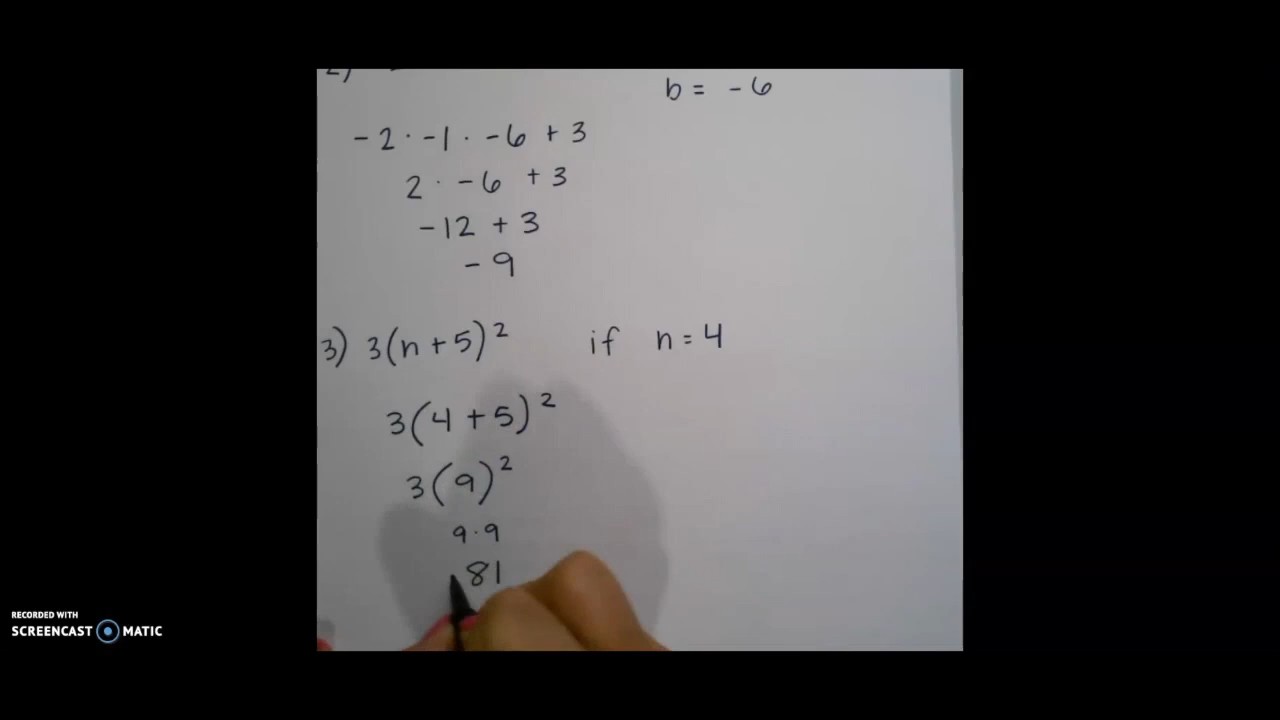 b = -6
-2 · -1 · -6 + 3
2 · -6 + 3
-12 + 3
-9
3) 3(n+5)² if n=4
3(4+5)²
3(9)²
9·9
81
RECORDED WITH
SCREENCAST MATIC